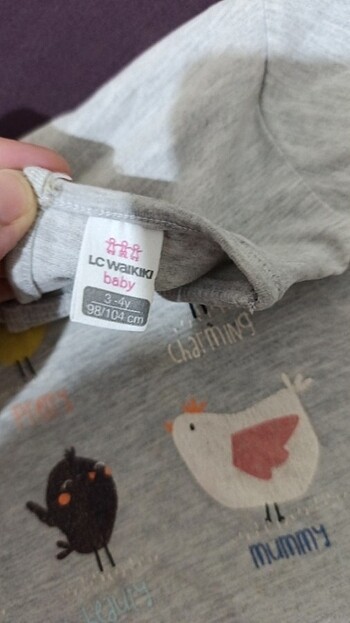 LC WAIKIKI
baby
3-4y
98/104 cm
charming
mummy